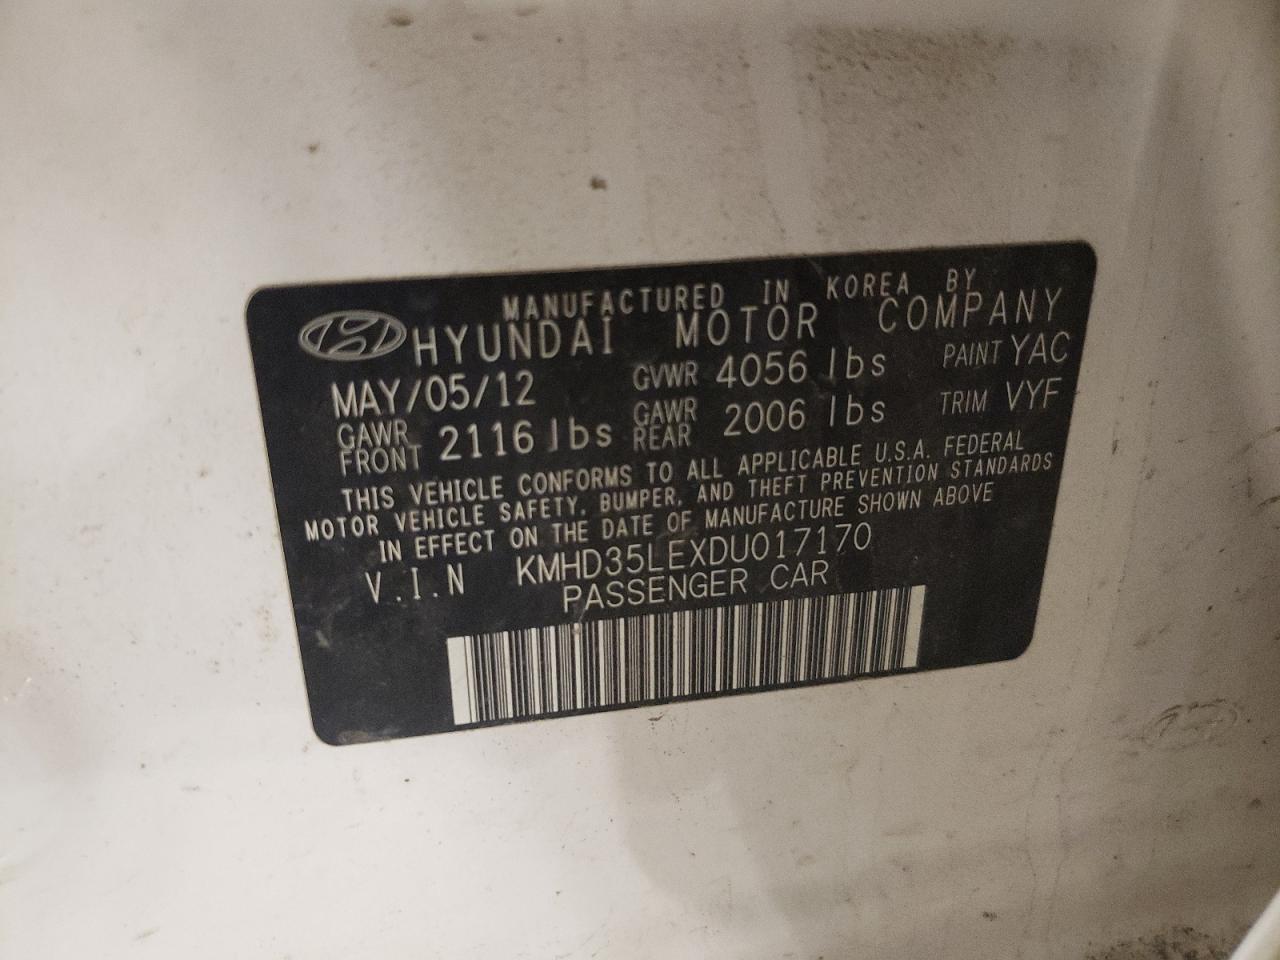 MANUFACTURED IN KOREA BY
HYUNDAI MOTOR COMPANY
MAY/05/12 GVWR 4056 lbs PAINT YAC
GAWR FRONT 2116 lbs GAWR REAR 2006 lbs TRIM VYF
THIS VEHICLE CONFORMS TO ALL APPLICABLE U.S.A. FEDERAL
MOTOR VEHICLE SAFETY, BUMPER, AND THEFT PREVENTION STANDARDS
IN EFFECT ON THE DATE OF MANUFACTURE SHOWN ABOVE
V.I.N KMHD35LEXDU017170
PASSENGER CAR